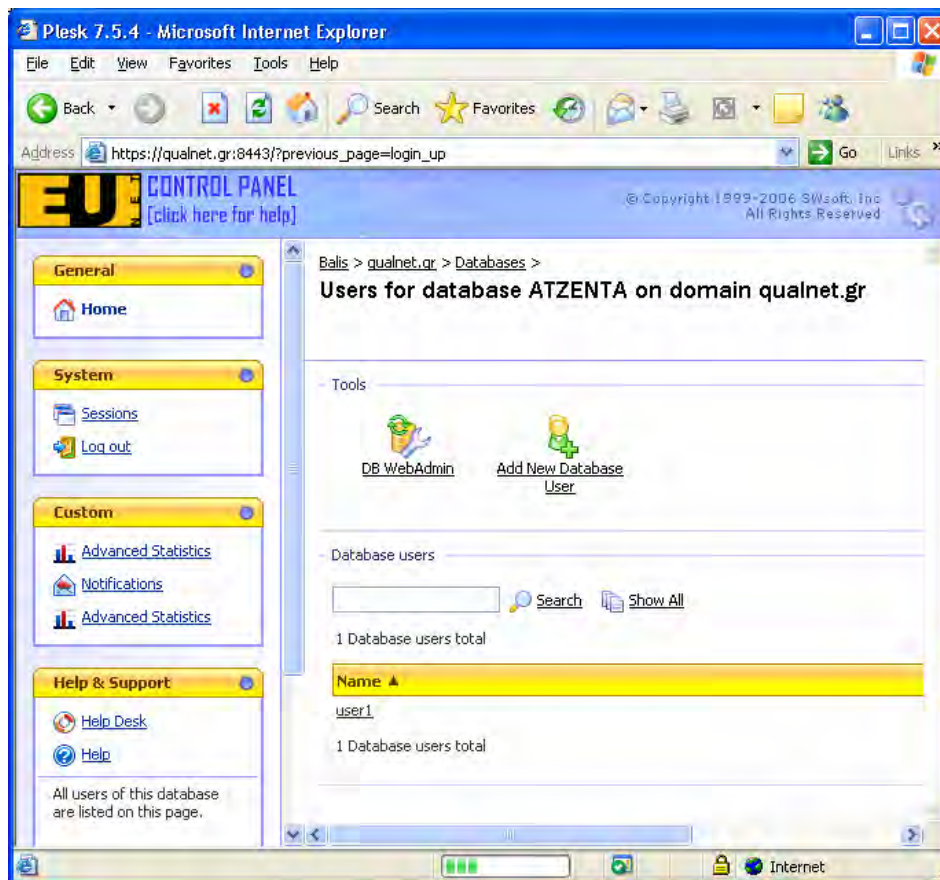 Plesk 7.5.4 - Microsoft Internet Explorer
File Edit View Favorites Tools Help
Back Search Favorites
Address https://qualnet.gr:8443/?previous_page=login_up Go Links »
EU NET CONTROL PANEL
[click here for help]
© Copyright 1999-2006 SWsoft, Inc
All Rights Reserved
General
Home
System
Sessions
Log out
Custom
Advanced Statistics
Notifications
Advanced Statistics
Help & Support
Help Desk
Help
All users of this database
are listed on this page.
Balis > qualnet.gr > Databases >
Users for database ATZENTA on domain qualnet.gr
Tools
DB WebAdmin
Add New Database
User
Database users
Search Show All
1 Database users total
Name
user1
1 Database users total
Internet